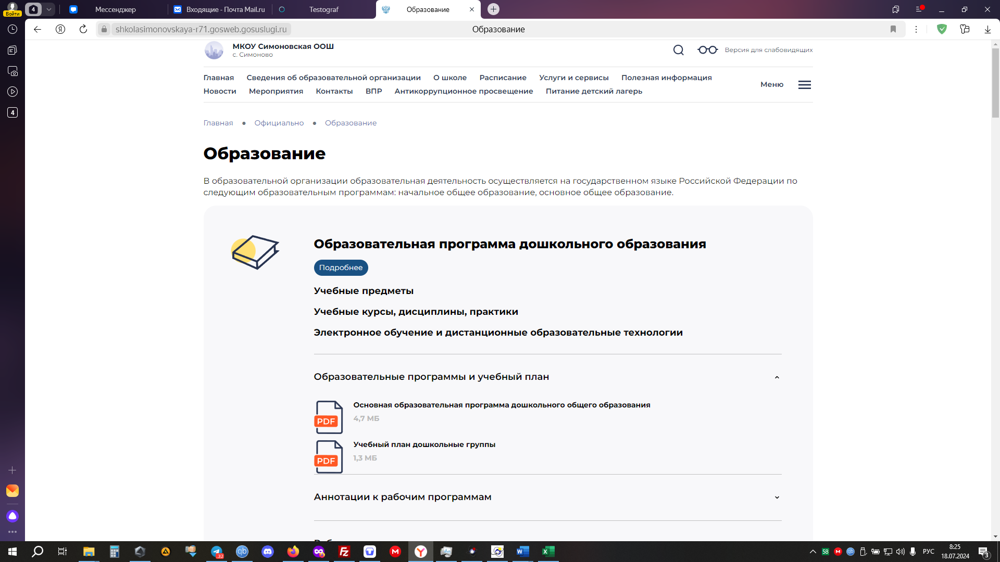 4
Мессенджер
Входящие - Почта Mail.ru
Testograf
Образование
Войти
shkolasimonovskaya-r71.gosweb.gosuslugi.ru
Образование
4
МКОУ Симоновская ООШ
с. Симоново
Версия для слабовидящих
Главная Сведения об образовательной организации О школе Расписание Услуги и сервисы Полезная информация
Новости Мероприятия Контакты ВПР Антикоррупционное просвещение Питание детский лагерь
Меню
Главная ● Официально ● Образование
Образование
В образовательной организации образовательная деятельность осуществляется на государственном языке Российской Федерации по
следующим образовательным программам: начальное общее образование, основное общее образование.
Образовательная программа дошкольного образования
Подробнее
Учебные предметы
Учебные курсы, дисциплины, практики
Электронное обучение и дистанционные образовательные технологии
Образовательные программы и учебный план
PDF
Основная образовательная программа дошкольного общего образования
4,7 МБ
PDF
Учебный план дошкольные группы
1,3 МБ
Аннотации к рабочим программам
32
qb
FZ
M
Y
W
X
58
M
qb
РУС
8:25
18.07.2024
3